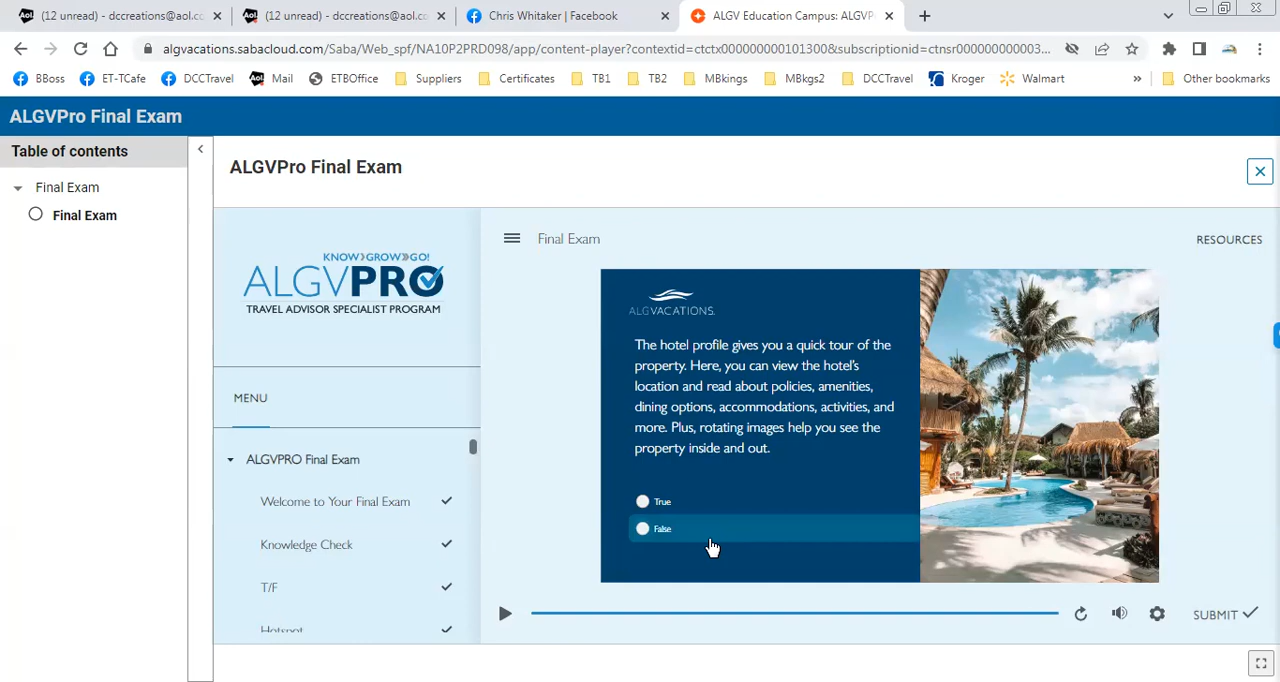 (12 unread) - dccreations@aol.cc
(12 unread) - dccreations@aol.cc
Chris Whitaker | Facebook
ALGV Education Campus: ALGVP
algvacations.sabacloud.com/Saba/Web_spf/NA10P2PRD098/app/content-player?contextid=ctctx000000000101300&subscriptionid=ctnsr000000000003...
BBoss
ET-TCafe
DCCTravel
Aol.
Mail
ETBOffice
Suppliers
Certificates
TB1
TB2
MBkings
MBkgs2
DCCTravel
Kroger
Walmart
»
Other bookmarks
ALGVPro Final Exam
Table of contents
Final Exam
Final Exam
ALGVPro Final Exam
KNOW»GROW»GO!
ALGVPRO
TRAVEL ADVISOR SPECIALIST PROGRAM
MENU
ALGVPRO Final Exam
Welcome to Your Final Exam
Knowledge Check
T/F
Hotspot
Final Exam
RESOURCES
ALGVACATIONS.
The hotel profile gives you a quick tour of the
property. Here, you can view the hotel's
location and read about policies, amenities,
dining options, accommodations, activities, and
more. Plus, rotating images help you see the
property inside and out.
True
False
SUBMIT